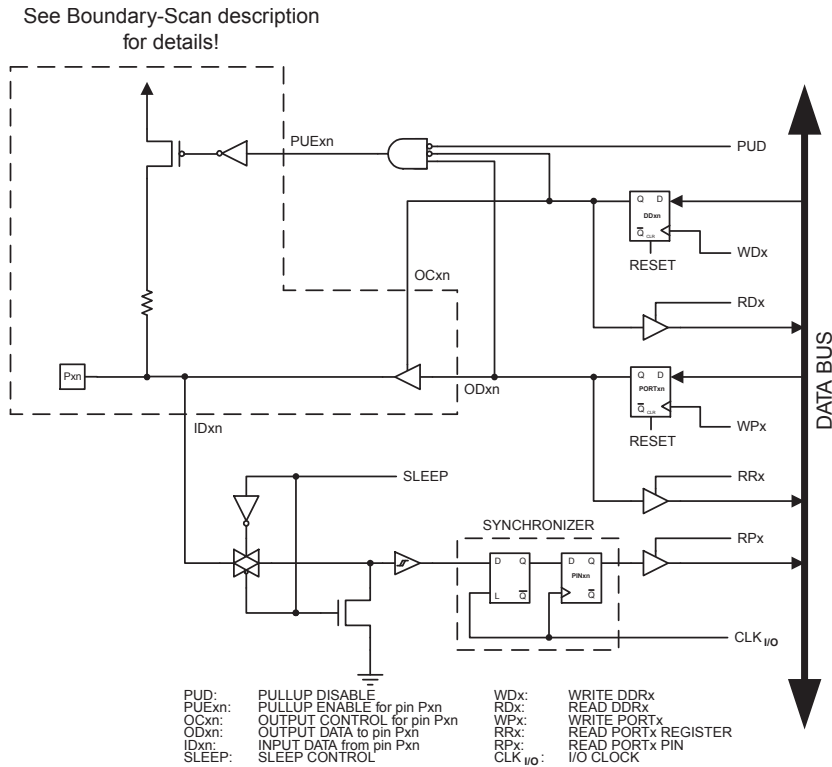 See Boundary-Scan description
for details!
PUExn
PUD
Q D
DDxn
Q CLR
WDx
RESET
OCxn
RDx
Pxn
ODxn
Q D
PORTxn
Q CLR
WPx
RESET
IDxn
DATA BUS
SLEEP
RRx
SYNCHRONIZER
RPx
D Q
L Q
D Q
PINxn
Q
CLK I/O
PUD: PULLUP DISABLE
PUExn: PULLUP ENABLE for pin Pxn
OCxn: OUTPUT CONTROL for pin Pxn
ODxn: OUTPUT DATA to pin Pxn
IDxn: INPUT DATA from pin Pxn
SLEEP: SLEEP CONTROL
WDx: WRITE DDRx
RDx: READ DDRx
WPx: WRITE PORTx
RRx: READ PORTx REGISTER
RPx: READ PORTx PIN
CLK I/O: I/O CLOCK